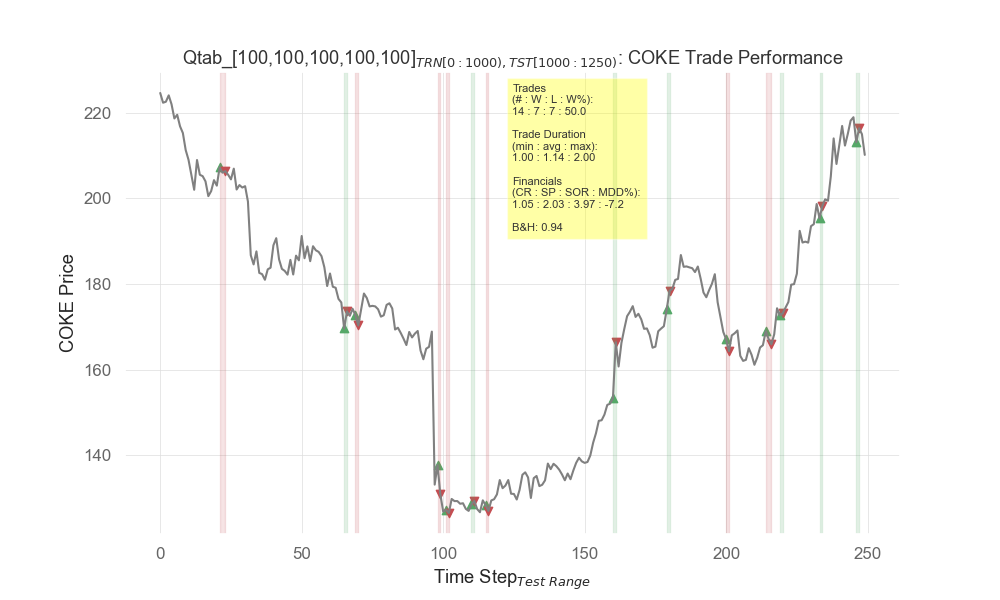 Qtab_[100,100,100,100,100]TRN[0 : 1000), TST[1000 : 1250): COKE Trade Performance
Trades
(# : W : L : W%):
14 : 7 : 7 : 50.0
Trade Duration
(min : avg : max):
1.00 : 1.14 : 2.00
Financials
(CR : SP : SOR : MDD%):
1.05 : 2.03 : 3.97 : -7.2
B&H: 0.94
COKE Price
220
200
180
160
140
0 50 100 150 200 250
Time StepTest Range